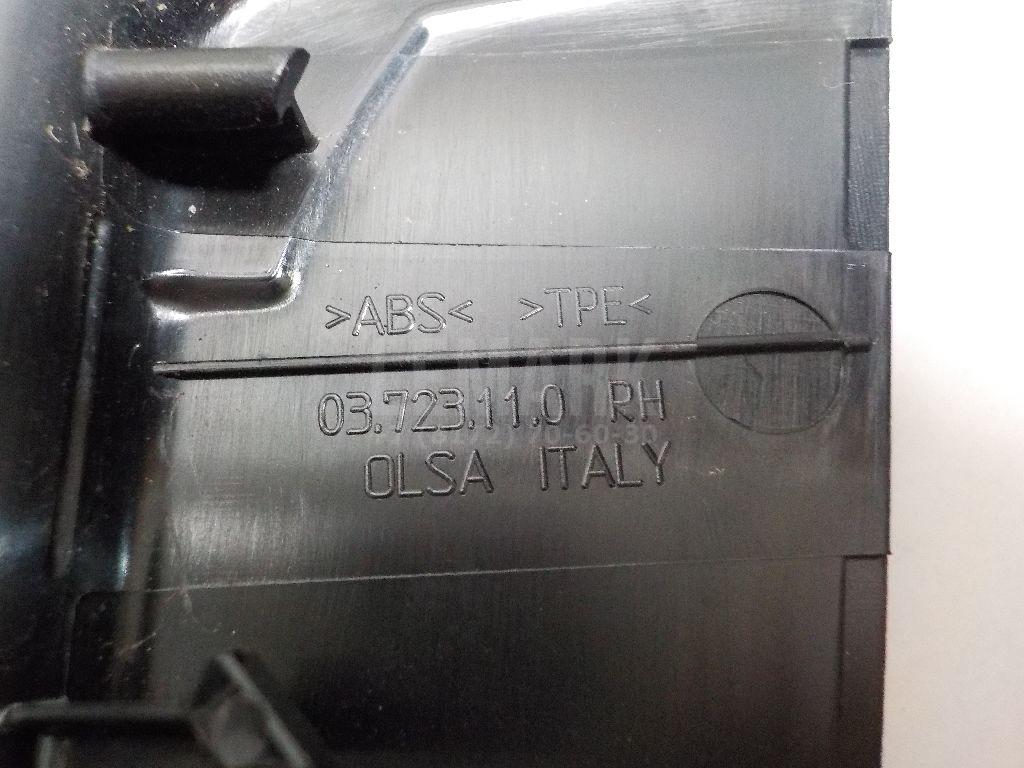 >ABS< >TPE<
03.723.11.0 RH
OLSA ITALY